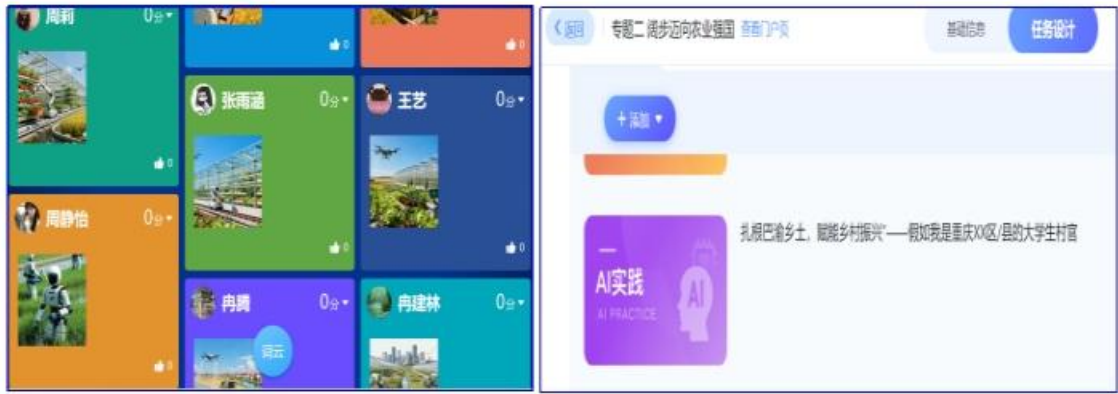 周莉 0分
0
0
0
张雨涵 0分
0
王艺 0分
0
周静怡 0分
0
冉腾 0分
词云
冉建林 0分
返回 专题二 阔步迈向农业强国 查看门户页
基础信息 任务设计
+ 添加
AI实践
AI PRACTICE
AI
扎根巴渝乡土，赋能乡村振兴”——假如我是重庆XX区/县的大学生村官